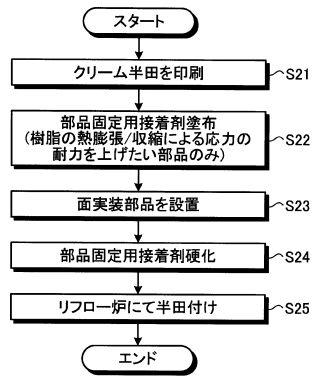 スタート
クリーム半田を印刷
S21
部品固定用接着剤塗布
(樹脂の熱膨張/収縮による応力の
耐力を上げたい部品のみ)
S22
面実装部品を設置
S23
部品固定用接着剤硬化
S24
リフロー炉にて半田付け
S25
エンド